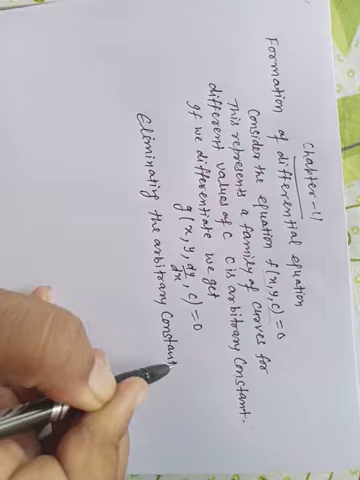 Chapter-4
Formation of differential equation
Consider the equation f(x,y,c)=0
This represents a family of curves for
different values of c c is arbitrary constant.
If we differentiate we get
g(x, y, dy/dx, c) = 0
Eliminating the arbitrary constant